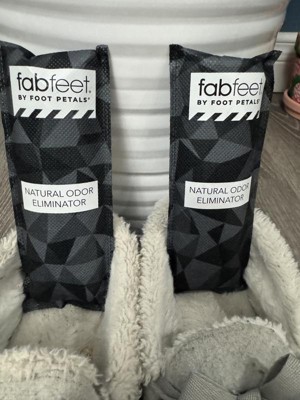 fabfeet.
BY FOOT PETALS®
NATURAL ODOR
ELIMINATOR
fabfeet.
BY FOOT PETALS®
NATURAL ODOR
ELIMINATOR